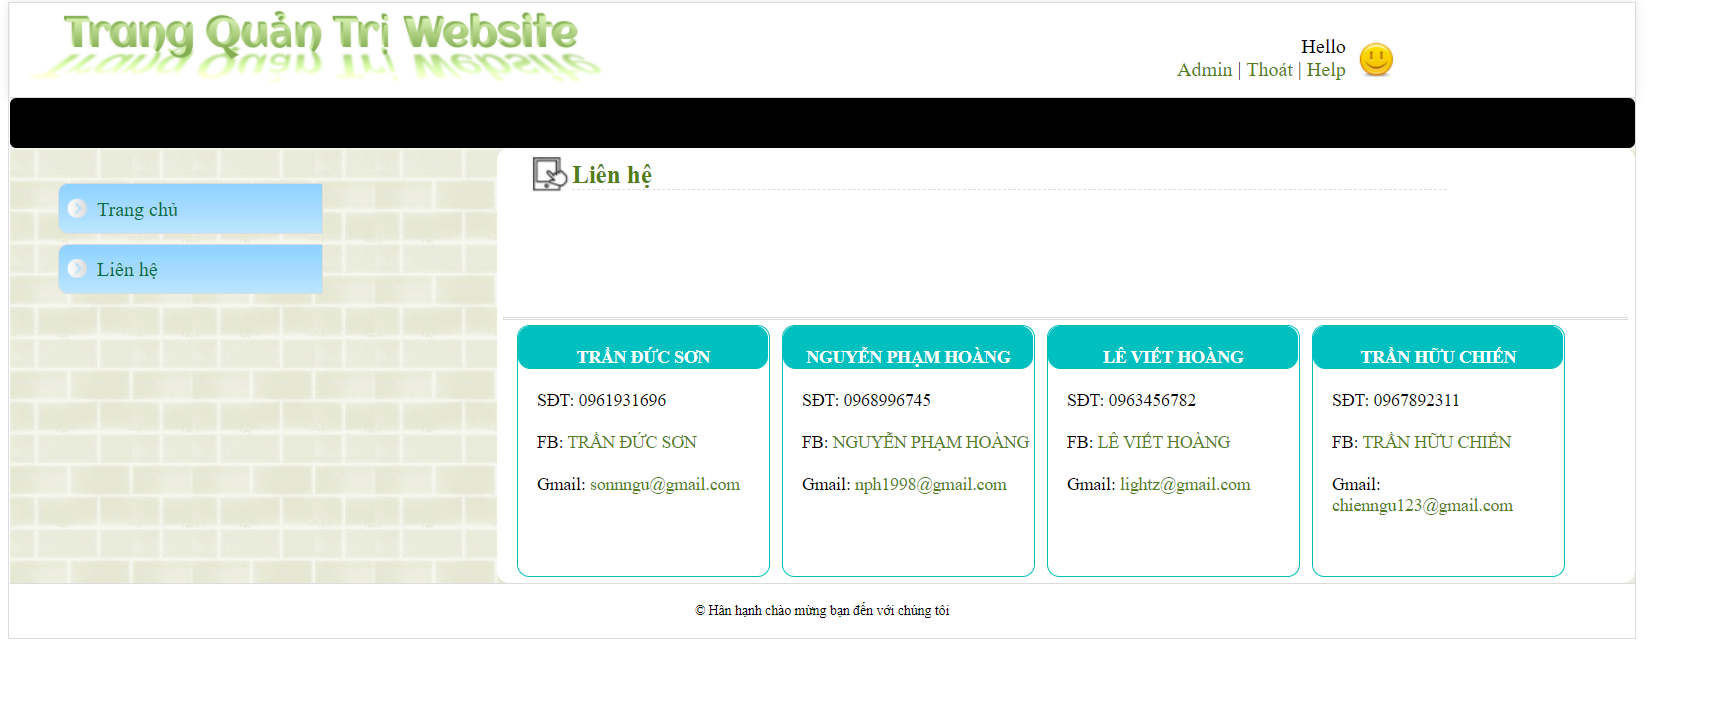 Trang Quản Trị Website
Hello
Admin | Thoát | Help
Trang chủ
Liên hệ
Liên hệ
TRẦN ĐỨC SƠN
SĐT: 0961931696
FB: TRẦN ĐỨC SƠN
Gmail: sonnngu@gmail.com
NGUYỄN PHẠM HOÀNG
SĐT: 0968996745
FB: NGUYỄN PHẠM HOÀNG
Gmail: nph1998@gmail.com
LÊ VIẾT HOÀNG
SĐT: 0963456782
FB: LÊ VIẾT HOÀNG
Gmail: lightz@gmail.com
TRẦN HỮU CHIẾN
SĐT: 0967892311
FB: TRẦN HỮU CHIẾN
Gmail:
chienngu123@gmail.com
© Hân hạnh chào mừng bạn đến với chúng tôi